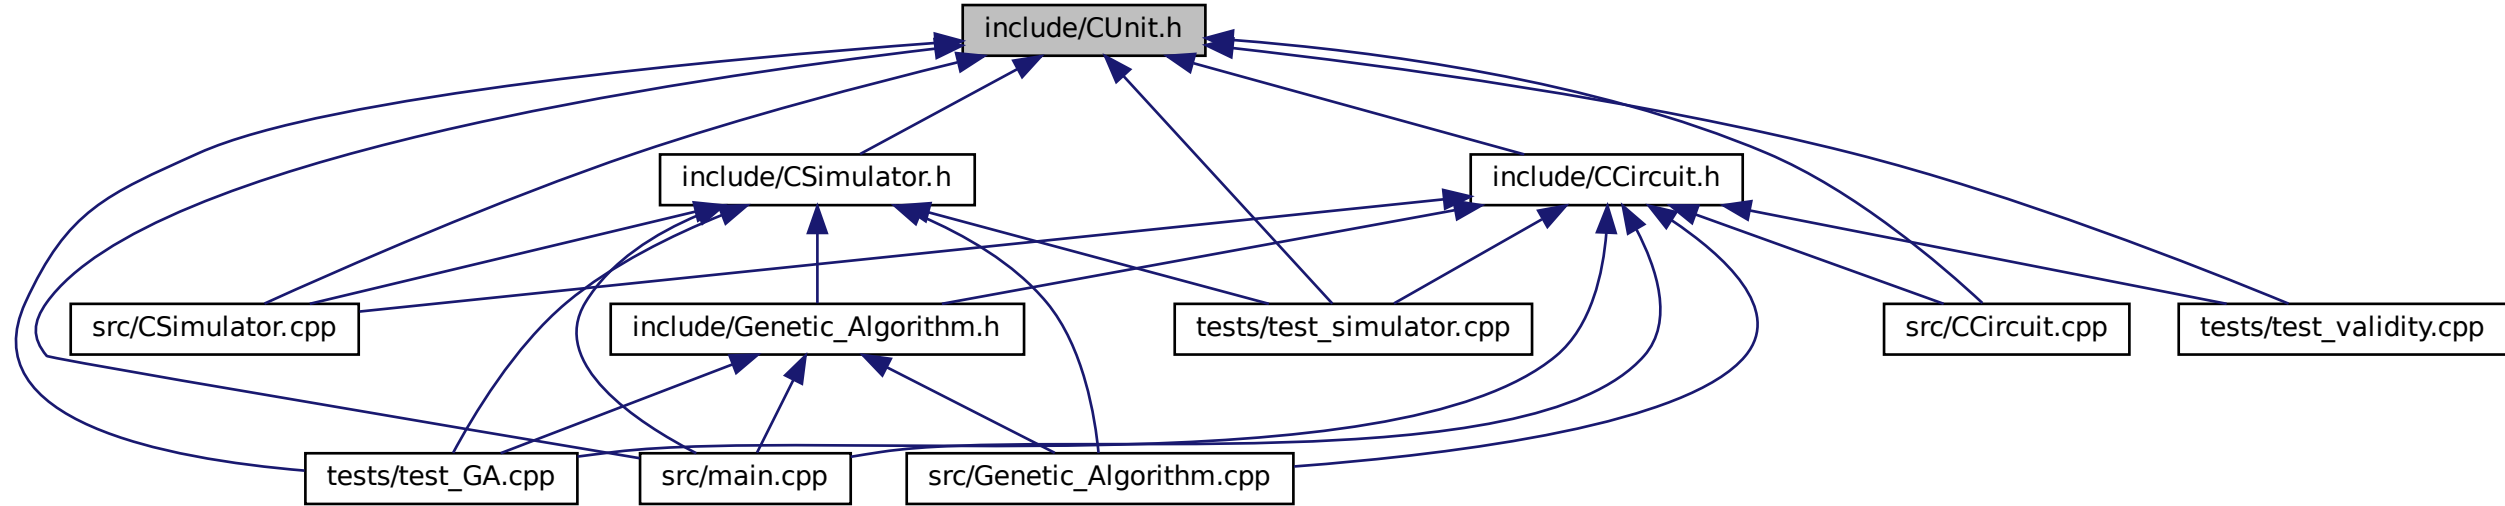 include/CUnit.h
include/CSimulator.h
include/CCircuit.h
src/CSimulator.cpp
include/Genetic_Algorithm.h
tests/test_simulator.cpp
src/CCircuit.cpp
tests/test_validity.cpp
tests/test_GA.cpp
src/main.cpp
src/Genetic_Algorithm.cpp